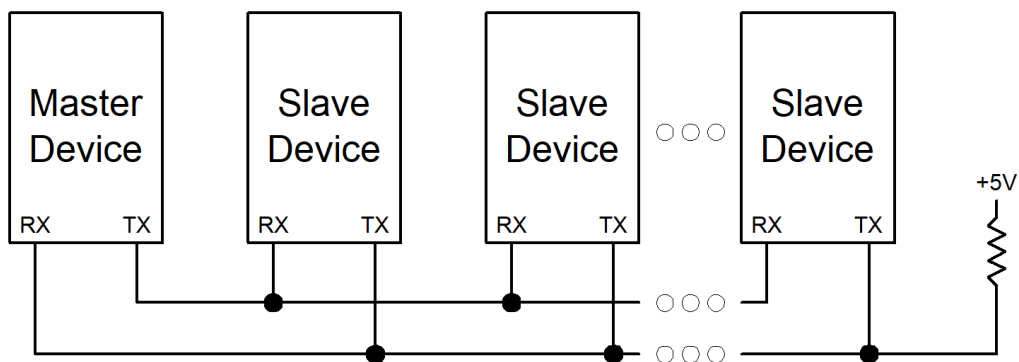 Master
Device
Slave
Device
Slave
Device
Slave
Device
+5V
RX TX
RX TX
RX TX
RX TX